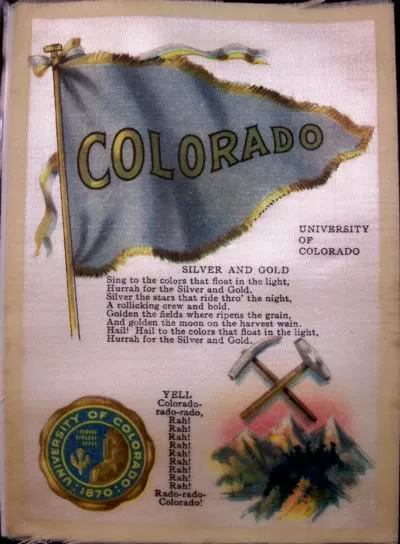 COLORADO
UNIVERSITY
OF
COLORADO
SILVER AND GOLD
Sing to the colors that float in the light,
Hurrah for the Silver and Gold.
Silver the stars that ride thro' the night,
A rollicking crew and bold.
Golden the fields where ripens the grain,
And golden the moon on the harvest wain.
Hail! Hail to the colors that float in the light,
Hurrah for the Silver and Gold.
YELL
Colorado-
rado-rado,
Rah!
Rah!
Rah!
Rah!
Rah!
Rah!
Rah!
Rah!
Rado-rado-
Colorado!
UNIVERSITY OF COLORADO
1870